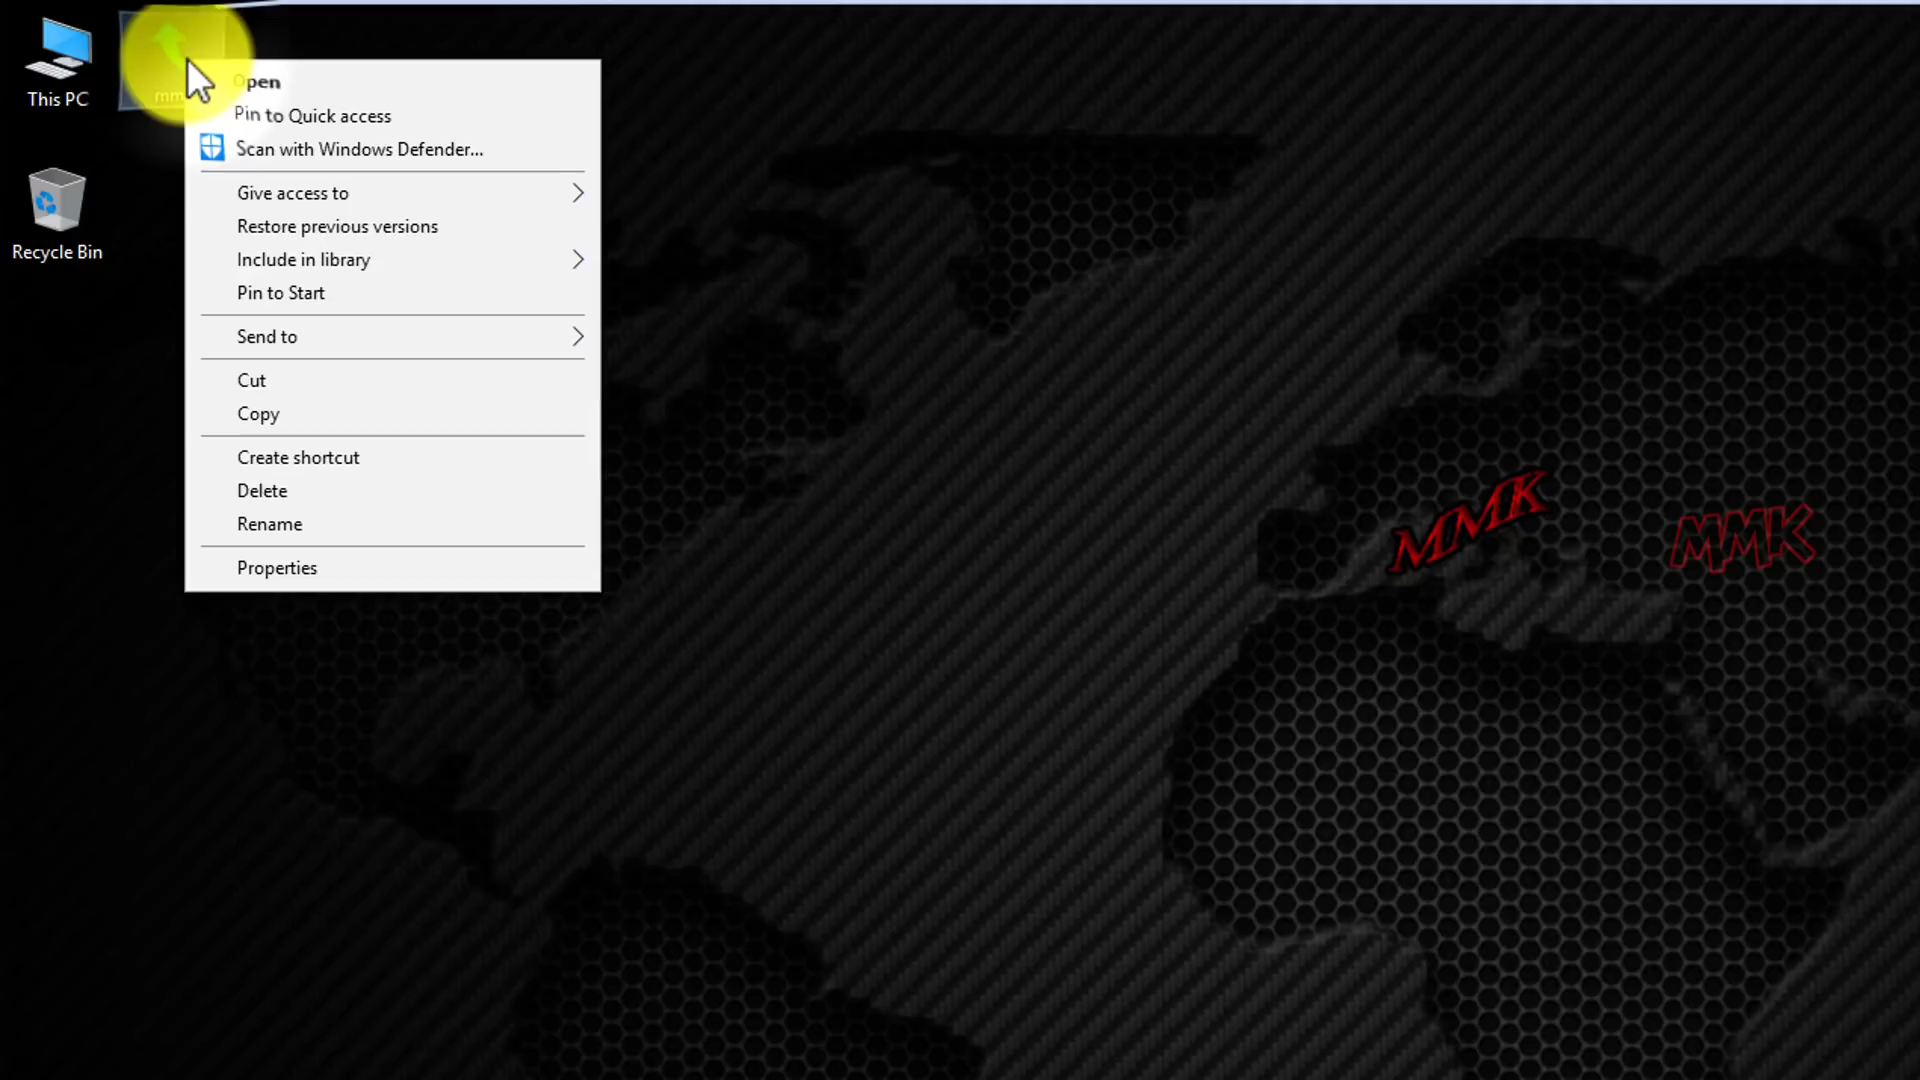 This PC
Recycle Bin
Open
Pin to Quick access
Scan with Windows Defender...
Give access to
Restore previous versions
Include in library
Pin to Start
Send to
Cut
Copy
Create shortcut
Delete
Rename
Properties
MMK
MMK